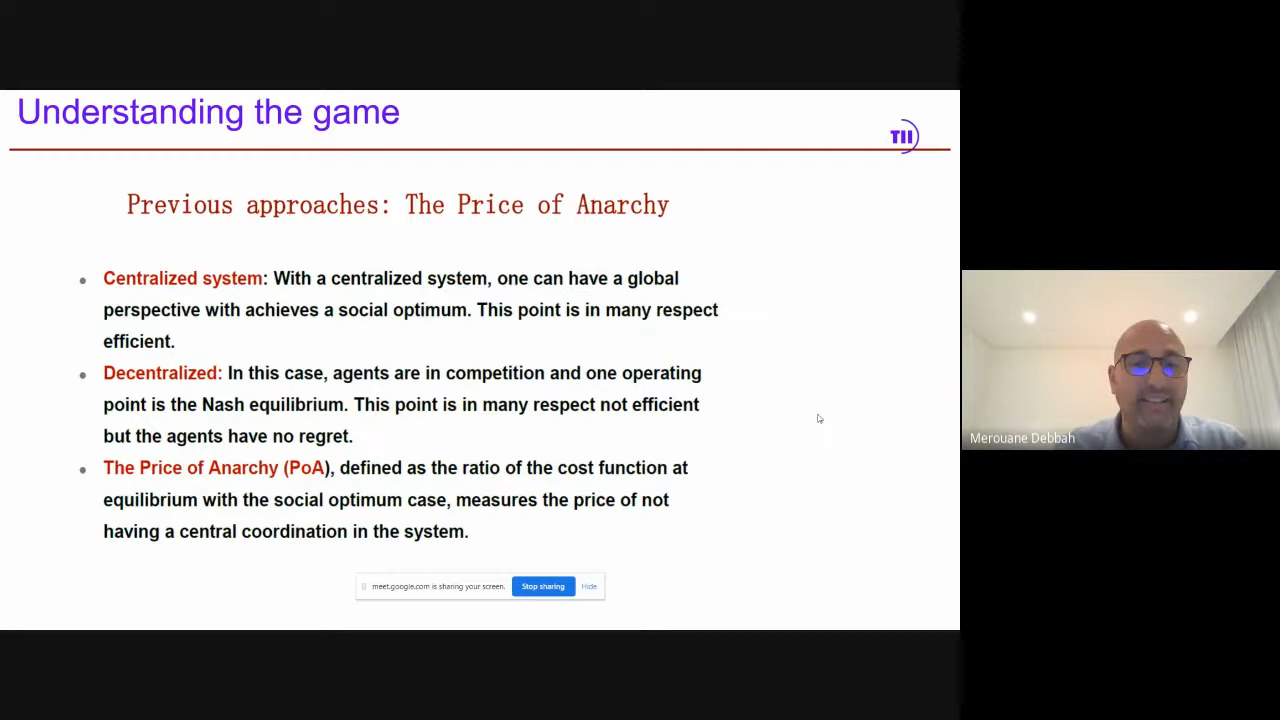 Understanding the game
TII
Previous approaches: The Price of Anarchy
Centralized system: With a centralized system, one can have a global
perspective with achieves a social optimum. This point is in many respect
efficient.
Decentralized: In this case, agents are in competition and one operating
point is the Nash equilibrium. This point is in many respect not efficient
but the agents have no regret.
The Price of Anarchy (PoA), defined as the ratio of the cost function at
equilibrium with the social optimum case, measures the price of not
having a central coordination in the system.
meet.google.com is sharing your screen. Stop sharing Hide
Merouane Debbah